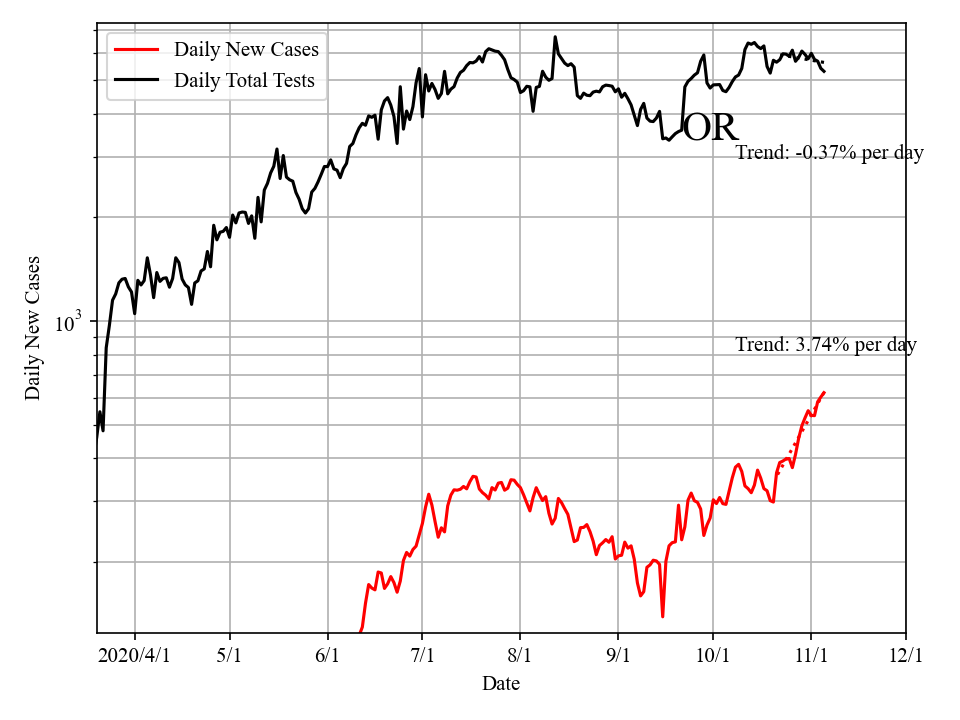 Daily New Cases
Daily Total Tests
OR
Trend: -0.37% per day
Trend: 3.74% per day
Daily New Cases
10³
2020/4/1 5/1 6/1 7/1 8/1 9/1 10/1 11/1 12/1
Date